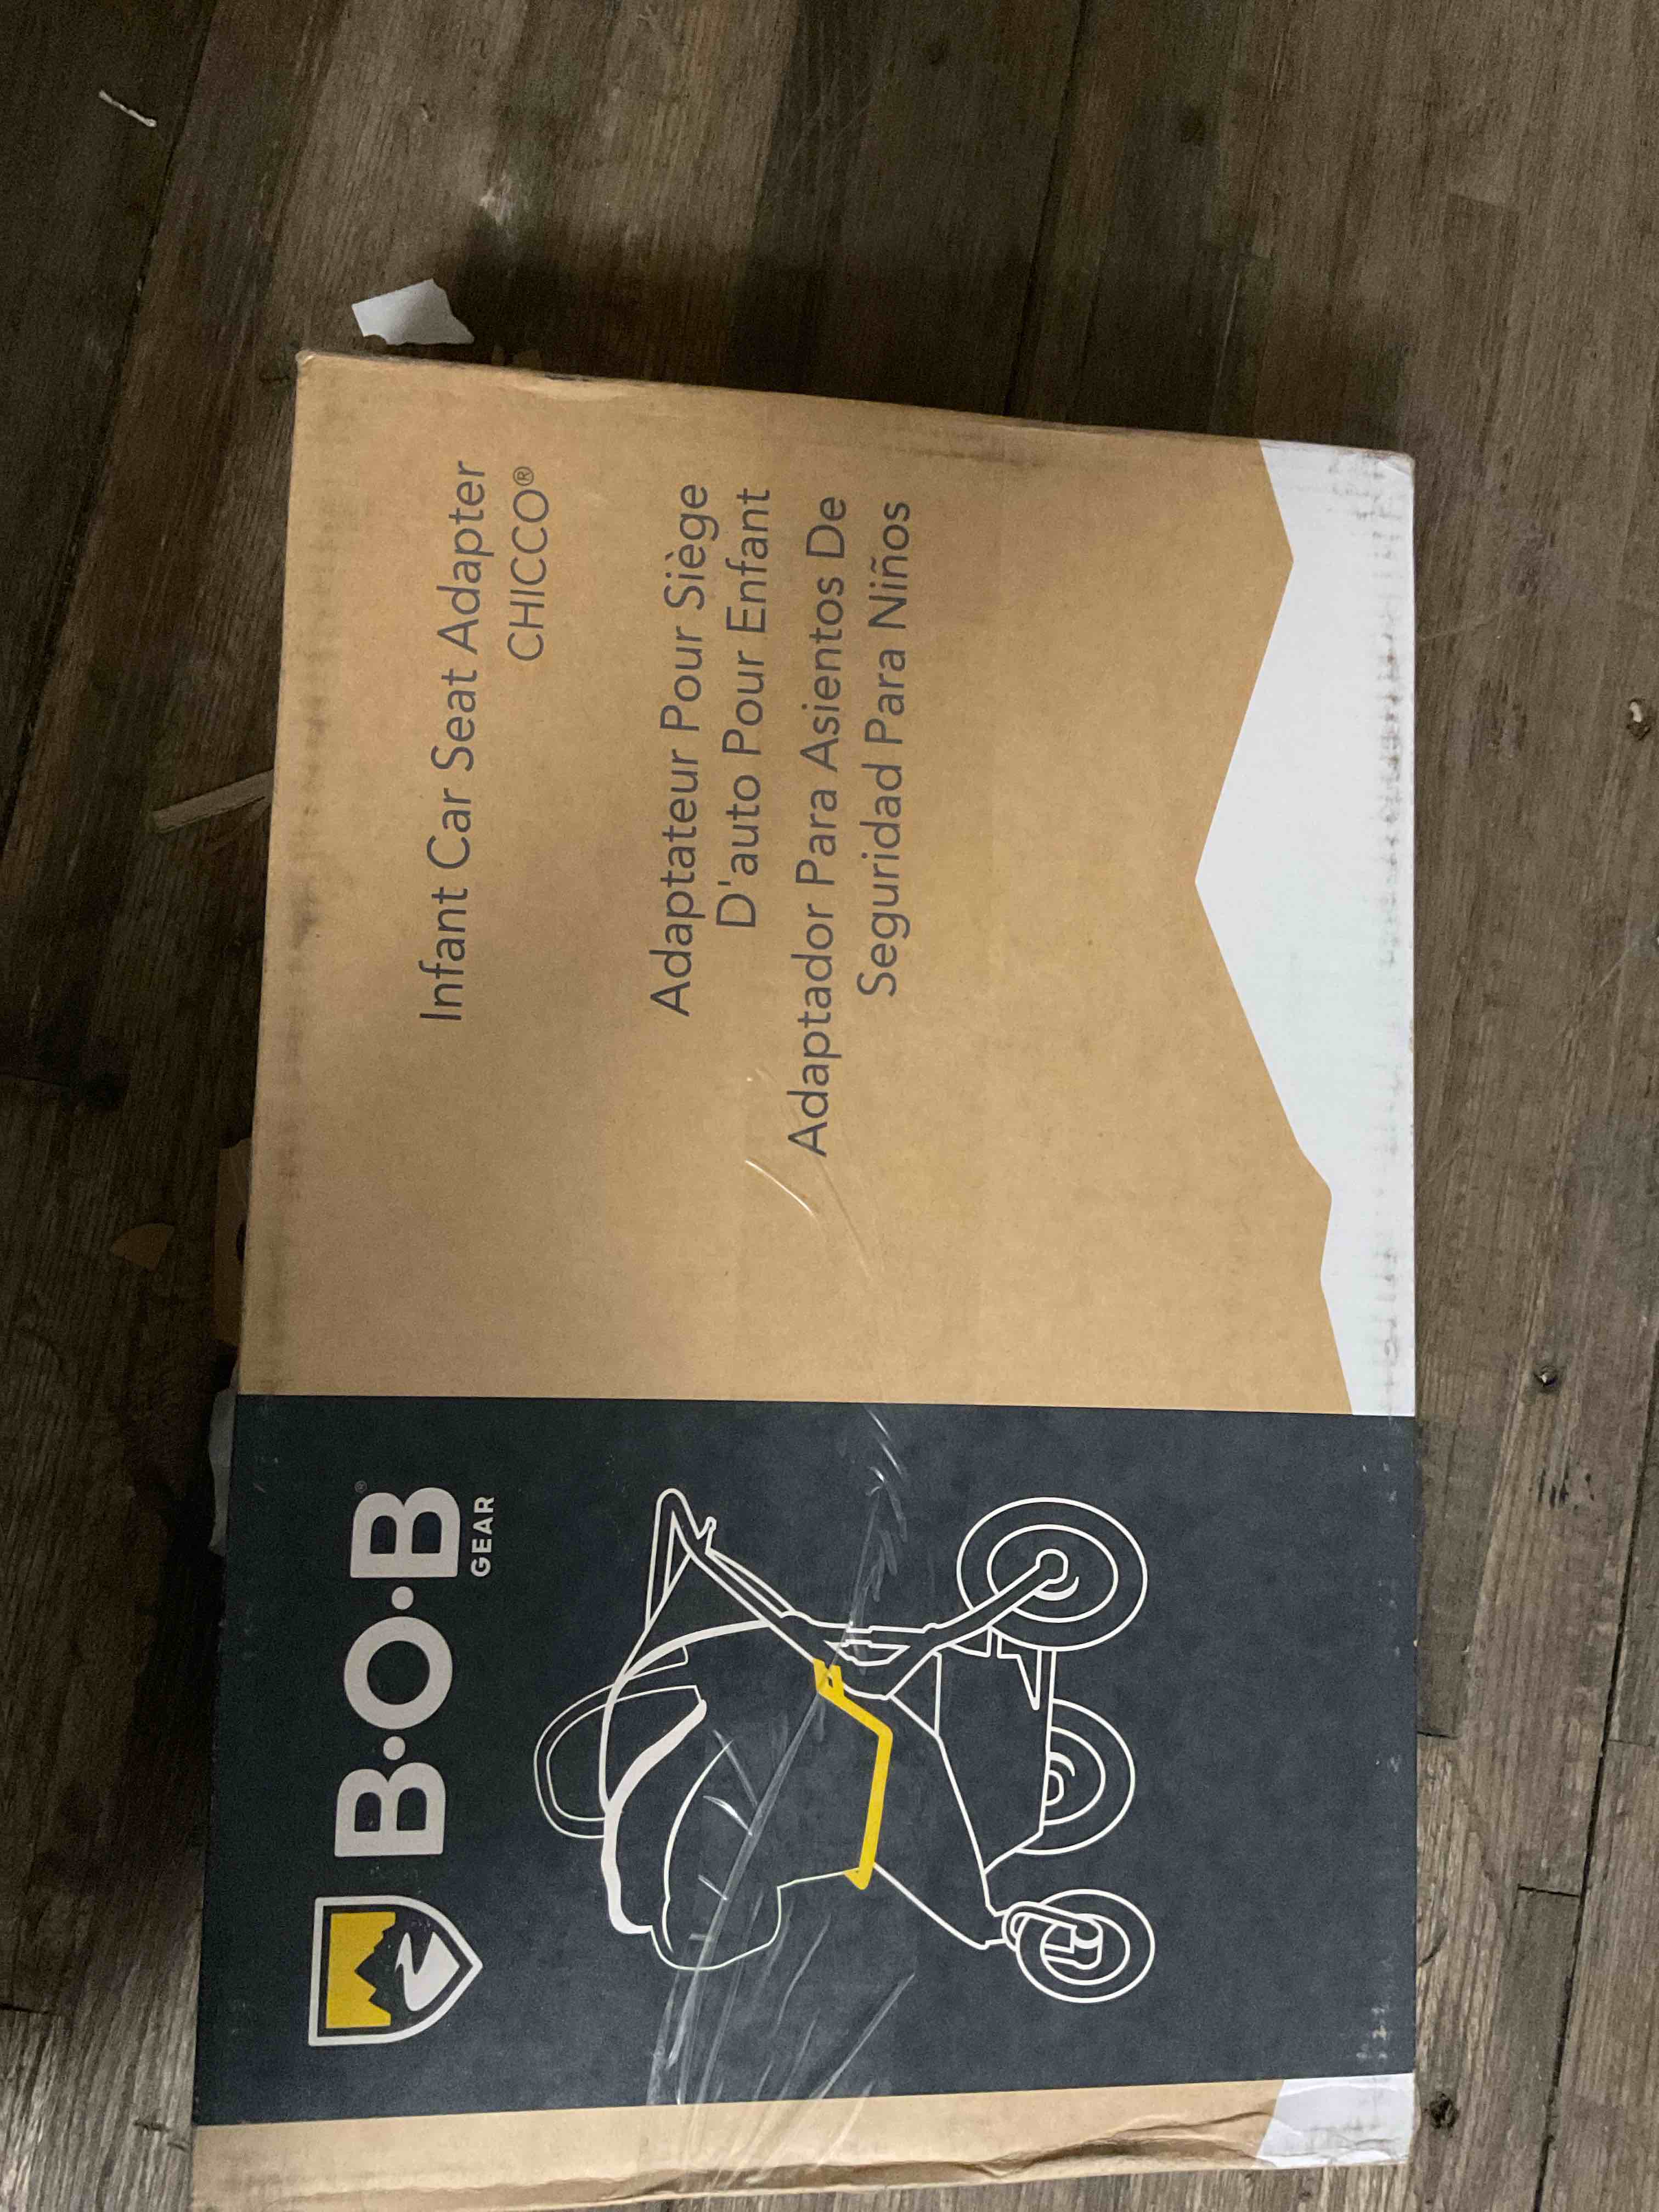 B•O•B®
GEAR
Infant Car Seat Adapter
CHICCO®
Adaptateur Pour Siège
D'auto Pour Enfant
Adaptador Para Asientos De
Seguridad Para Niños